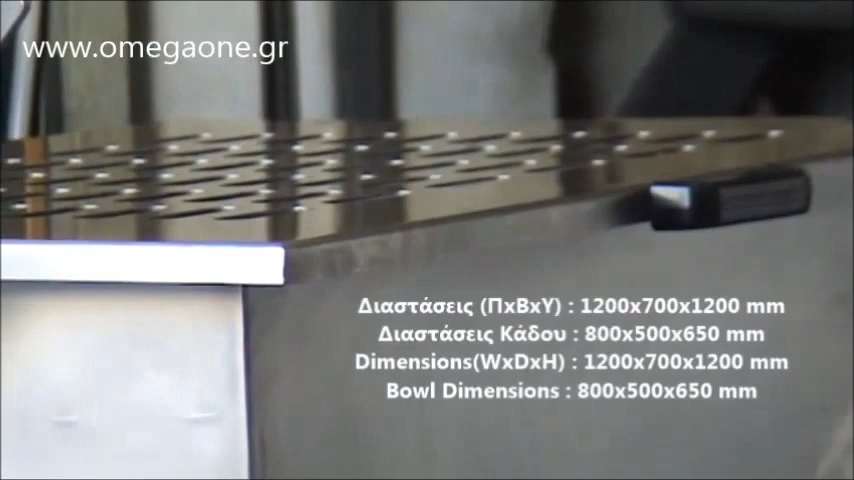 www.omegaone.gr
Διαστάσεις (ΠxΒxΥ) : 1200x700x1200 mm
Διαστάσεις Κάδου : 800x500x650 mm
Dimensions(WxDxH) : 1200x700x1200 mm
Bowl Dimensions : 800x500x650 mm